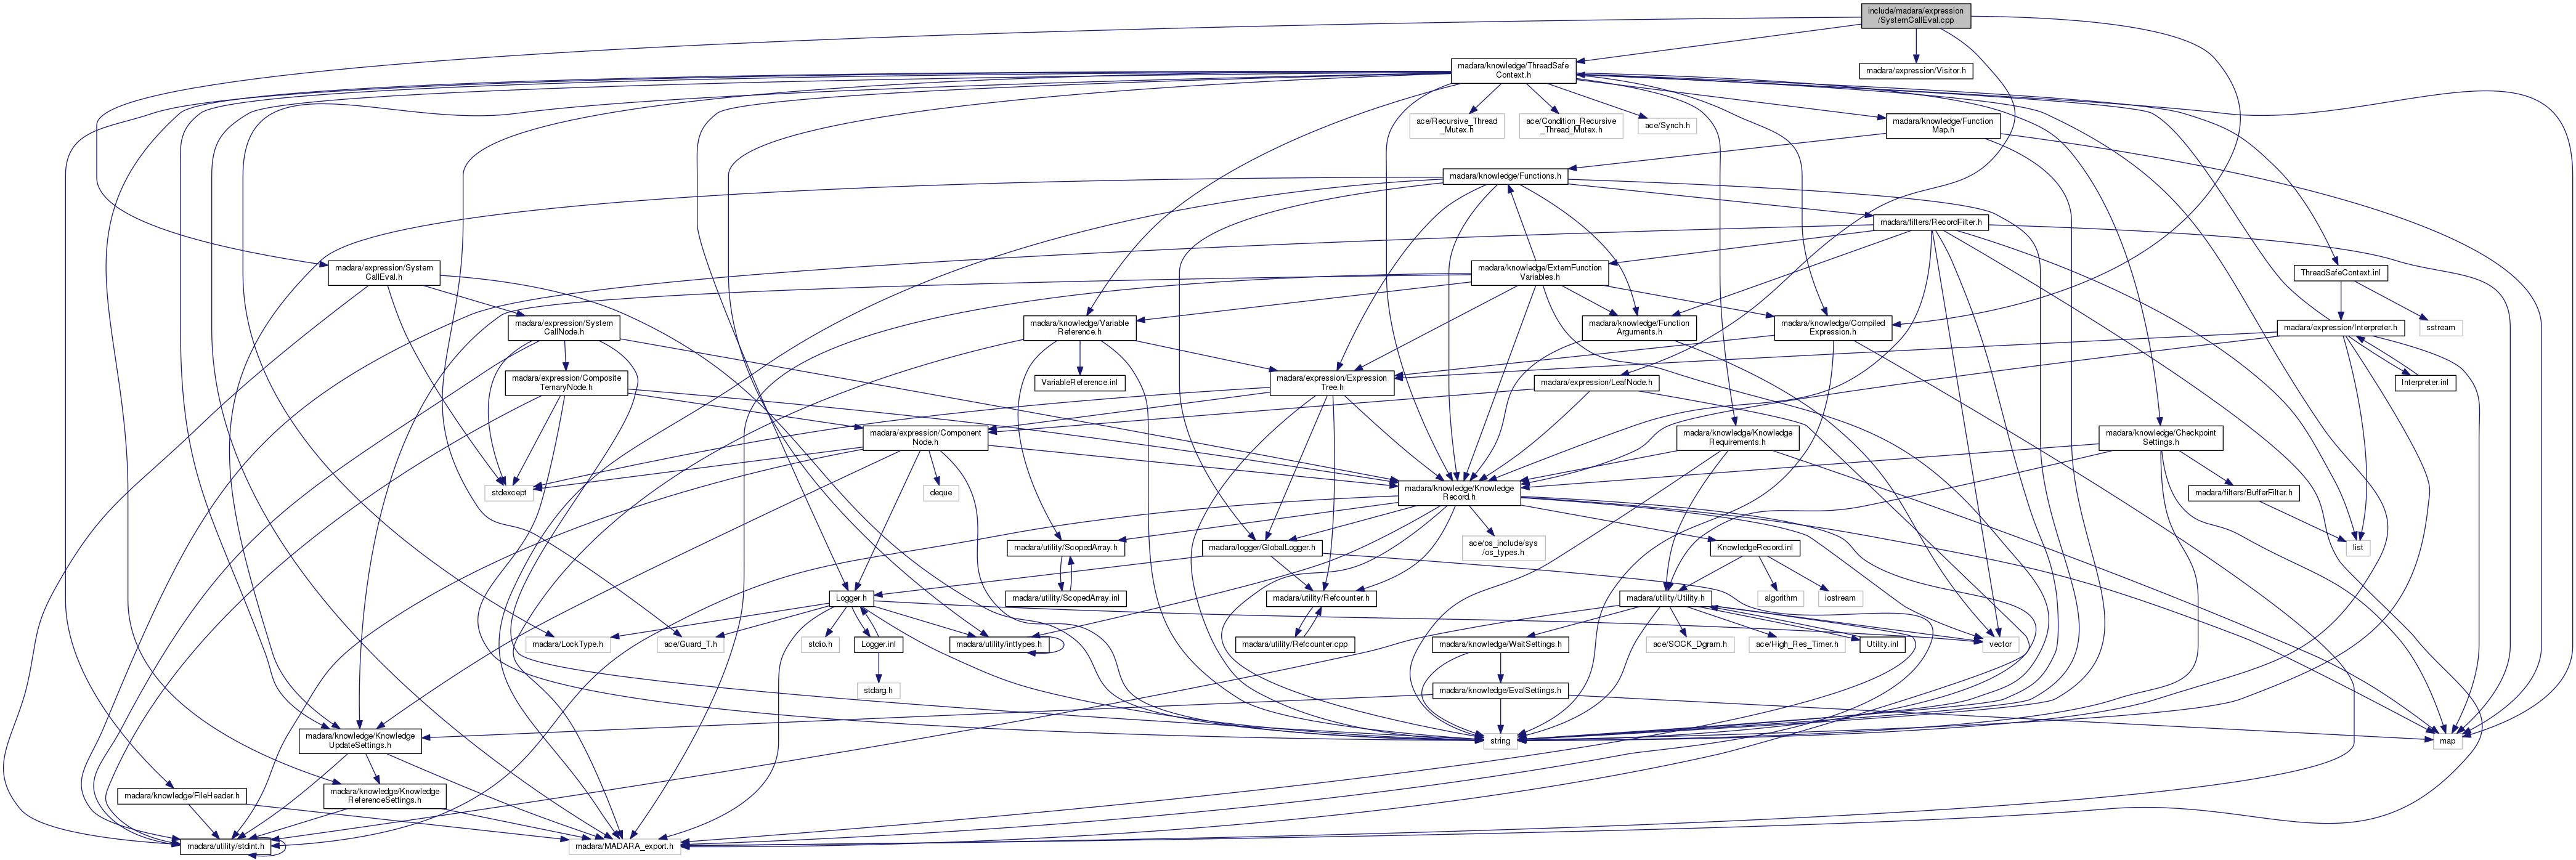 include/madara/expression
/SystemCallEval.cpp
madara/knowledge/ThreadSafe
Context.h
madara/expression/Visitor.h
ace/Recursive_Thread
_Mutex.h
ace/Condition_Recursive
_Thread_Mutex.h
ace/Synch.h
madara/knowledge/Function
Map.h
madara/knowledge/Functions.h
madara/filters/RecordFilter.h
madara/expression/System
CallEval.h
madara/knowledge/ExternFunction
Variables.h
ThreadSafeContext.inl
madara/expression/System
CallNode.h
madara/knowledge/Variable
Reference.h
madara/knowledge/Function
Arguments.h
madara/knowledge/Compiled
Expression.h
madara/expression/Interpreter.h
sstream
madara/expression/Composite
TernaryNode.h
VariableReference.inl
madara/expression/Expression
Tree.h
madara/expression/LeafNode.h
Interpreter.inl
madara/expression/Component
Node.h
madara/knowledge/Knowledge
Requirements.h
madara/knowledge/Checkpoint
Settings.h
stdexcept
deque
madara/knowledge/Knowledge
Record.h
madara/filters/BufferFilter.h
madara/utility/ScopedArray.h
madara/logger/GlobalLogger.h
ace/os_include/sys
/os_types.h
KnowledgeRecord.inl
list
madara/utility/ScopedArray.inl
Logger.h
madara/utility/Refcounter.h
madara/utility/Utility.h
algorithm
iostream
madara/LockType.h
ace/Guard_T.h
stdio.h
Logger.inl
madara/utility/inttypes.h
madara/utility/Refcounter.cpp
madara/knowledge/WaitSettings.h
ace/SOCK_Dgram.h
ace/High_Res_Timer.h
Utility.inl
vector
stdarg.h
madara/knowledge/EvalSettings.h
madara/knowledge/Knowledge
UpdateSettings.h
string
map
madara/knowledge/FileHeader.h
madara/knowledge/Knowledge
ReferenceSettings.h
madara/utility/stdint.h
madara/MADARA_export.h